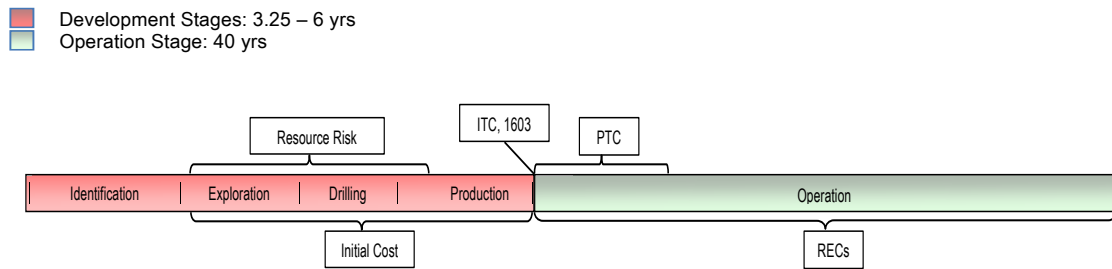 Development Stages: 3.25 – 6 yrs
Operation Stage: 40 yrs
ITC, 1603
PTC
Resource Risk
Identification
Exploration
Drilling
Production
Operation
Initial Cost
RECs